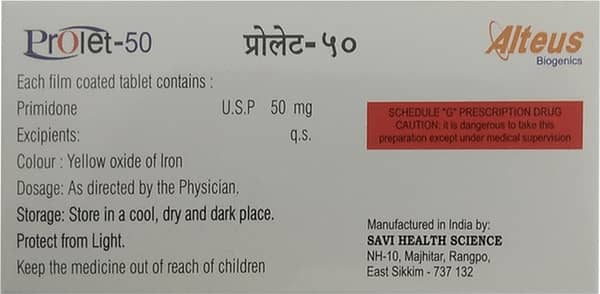 Prolet-50
प्रोलेट-५०
Alteus
Biogenics
Each film coated tablet contains :
Primidone U.S.P 50 mg
Excipients: q.s.
Colour : Yellow oxide of Iron
Dosage: As directed by the Physician.
Storage: Store in a cool, dry and dark place.
Protect from Light.
Keep the medicine out of reach of children
SCHEDULE "G" PRESCRIPTION DRUG
CAUTION: it is dangerous to take this
preparation except under medical supervision
Manufactured in India by:
SAVI HEALTH SCIENCE
NH-10, Majhitar, Rangpo,
East Sikkim - 737 132